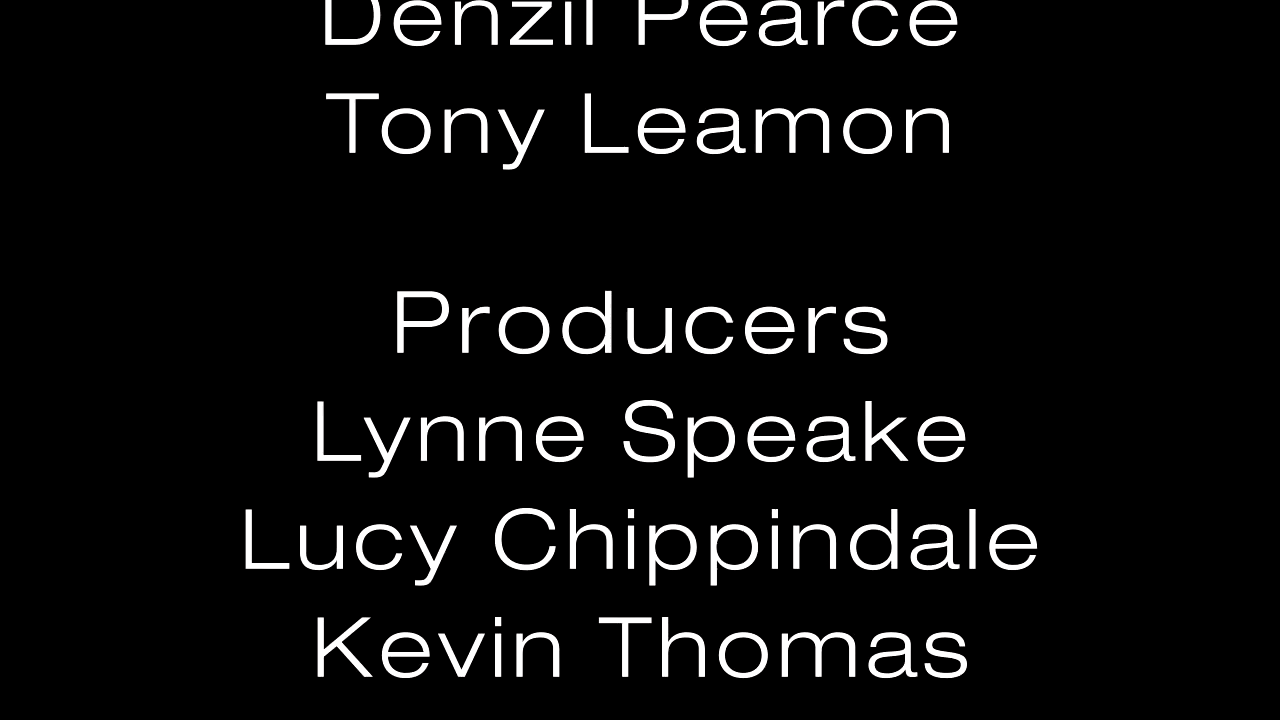 Denzil Pearce
Tony Leamon
Producers
Lynne Speake
Lucy Chippindale
Kevin Thomas